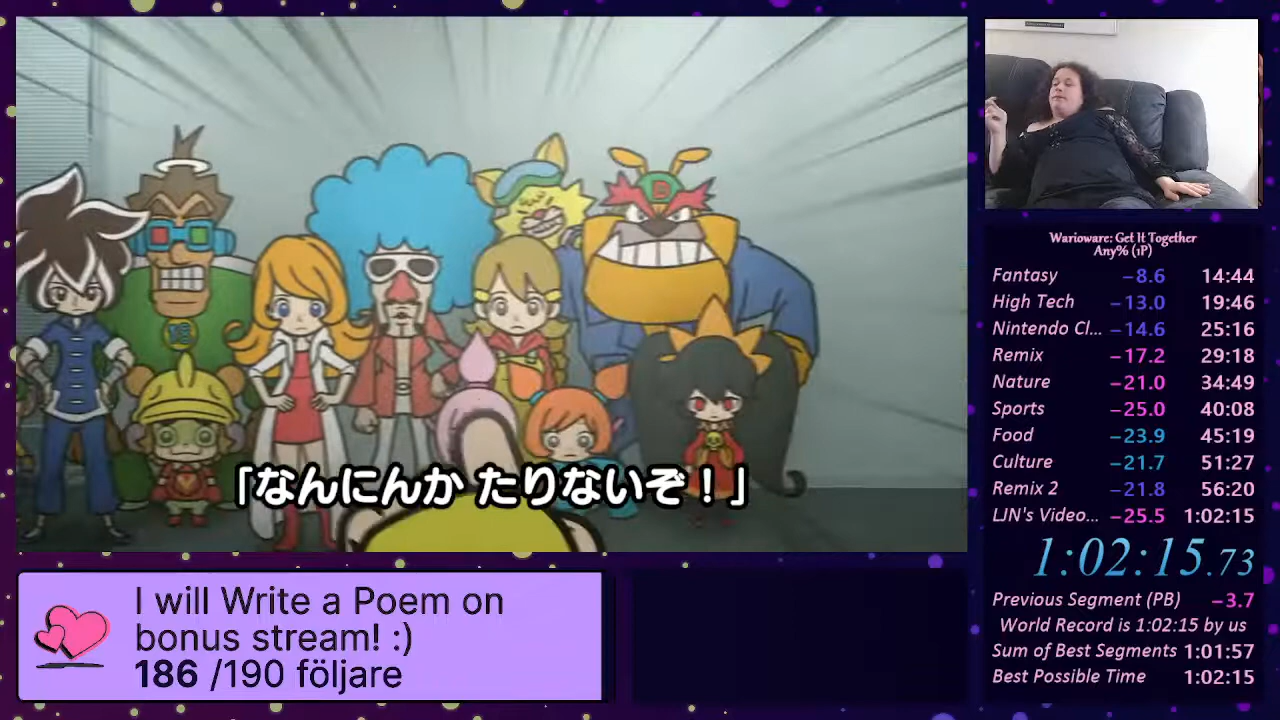 「なんにんか たりないぞ！」
Warioware: Get It Together
Any% (1P)
Fantasy −8.6 14:44
High Tech −13.0 19:46
Nintendo Cl... −14.6 25:16
Remix −17.2 29:18
Nature −21.0 34:49
Sports −25.0 40:08
Food −23.9 45:19
Culture −21.7 51:27
Remix 2 −21.8 56:20
LJN's Video... −25.5 1:02:15
1:02:15.73
Previous Segment (PB) −3.7
World Record is 1:02:15 by us
Sum of Best Segments 1:01:57
Best Possible Time 1:02:15
I will Write a Poem on
bonus stream! :)
186 /190 följare